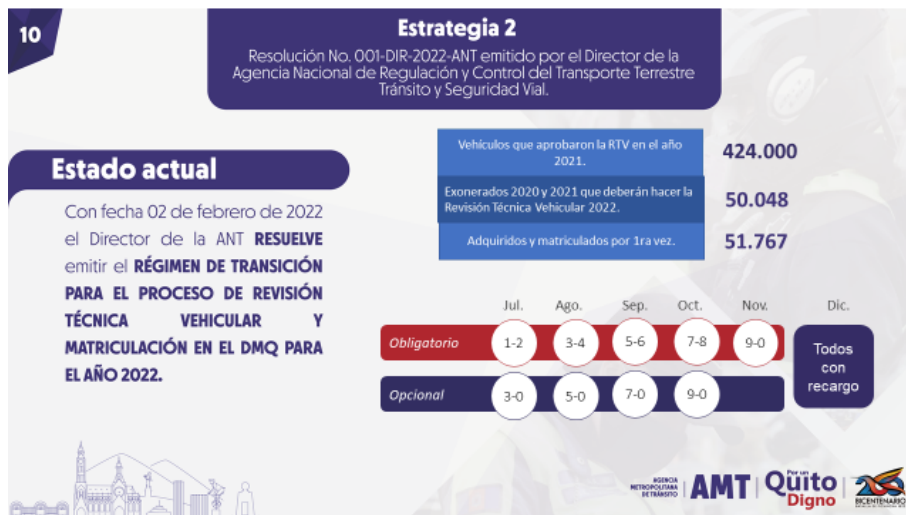 10
Estrategia 2
Resolución No. 001-DIR-2022-ANT emitido por el Director de la
Agencia Nacional de Regulación y Control del Transporte Terrestre
Tránsito y Seguridad Vial.
Estado actual
Con fecha 02 de febrero de 2022
el Director de la ANT RESUELVE
emitir el RÉGIMEN DE TRANSICIÓN
PARA EL PROCESO DE REVISIÓN
TÉCNICA VEHICULAR Y
MATRICULACIÓN EN EL DMQ PARA
EL AÑO 2022.
Vehículos que aprobaron la RTV en el año
2021.
424.000
Exonerados 2020 y 2021 que deberán hacer la
Revisión Técnica Vehicular 2022.
50.048
Adquiridos y matriculados por 1ra vez.
51.767
Jul. Ago. Sep. Oct. Nov. Dic.
Obligatorio 1-2 3-4 5-6 7-8 9-0
Opcional 3-0 5-0 7-0 9-0
Todos
con
recargo
AGENCIA
METROPOLITANA
DE TRÁNSITO
AMT
Por un
Quito
Digno
BICENTENARIO